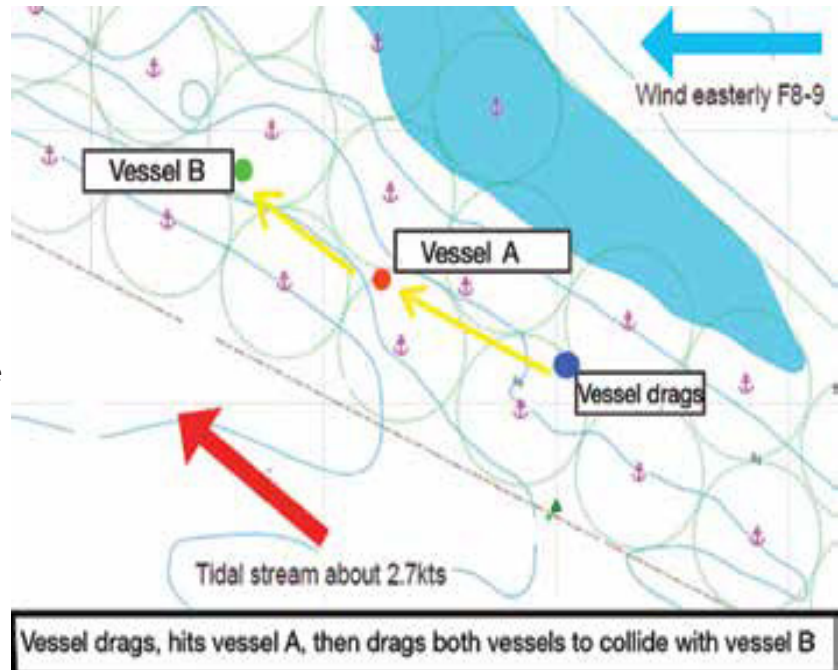 Wind easterly F8-9
Vessel B
Vessel A
Vessel drags
Tidal stream about 2.7kts
Vessel drags, hits vessel A, then drags both vessels to collide with vessel B